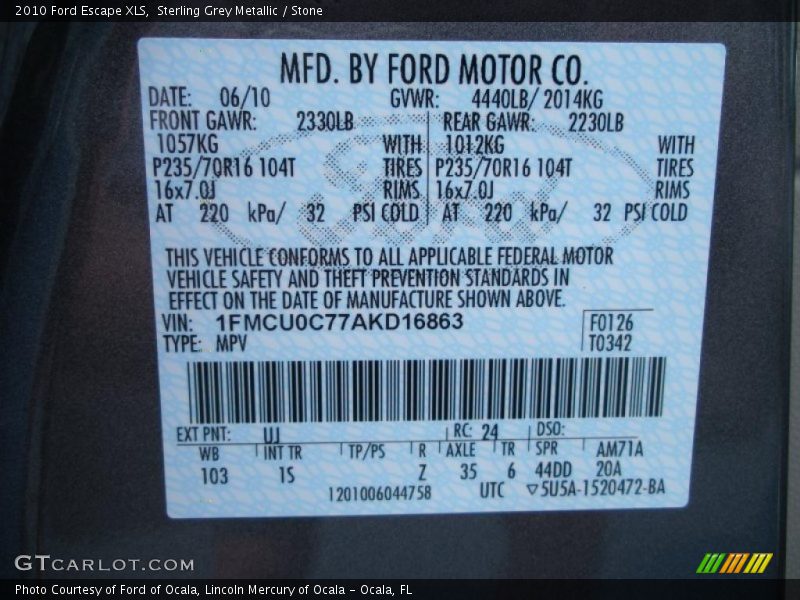 2010 Ford Escape XLS, Sterling Grey Metallic / Stone
MFD. BY FORD MOTOR CO.
DATE: 06/10 GVWR: 4440LB/ 2014KG
FRONT GAWR: 2330LB REAR GAWR: 2230LB
1057KG WITH 1012KG WITH
P235/70R16 104T TIRES P235/70R16 104T TIRES
16x7.0J RIMS 16x7.0J RIMS
AT 220 kPa/ 32 PSI COLD AT 220 kPa/ 32 PSI COLD
THIS VEHICLE CONFORMS TO ALL APPLICABLE FEDERAL MOTOR
VEHICLE SAFETY AND THEFT PREVENTION STANDARDS IN
EFFECT ON THE DATE OF MANUFACTURE SHOWN ABOVE.
VIN: 1FMCU0C77AKD16863 F0126
TYPE: MPV T0342
EXT PNT: UJ RC: 24 DSO:
WB INT TR TP/PS R AXLE TR SPR AM71A
103 1S Z 35 6 44DD 20A
1201006044758 UTC ▽5U5A-1520472-BA
GTCARLOT.COM
Photo Courtesy of Ford of Ocala, Lincoln Mercury of Ocala - Ocala, FL